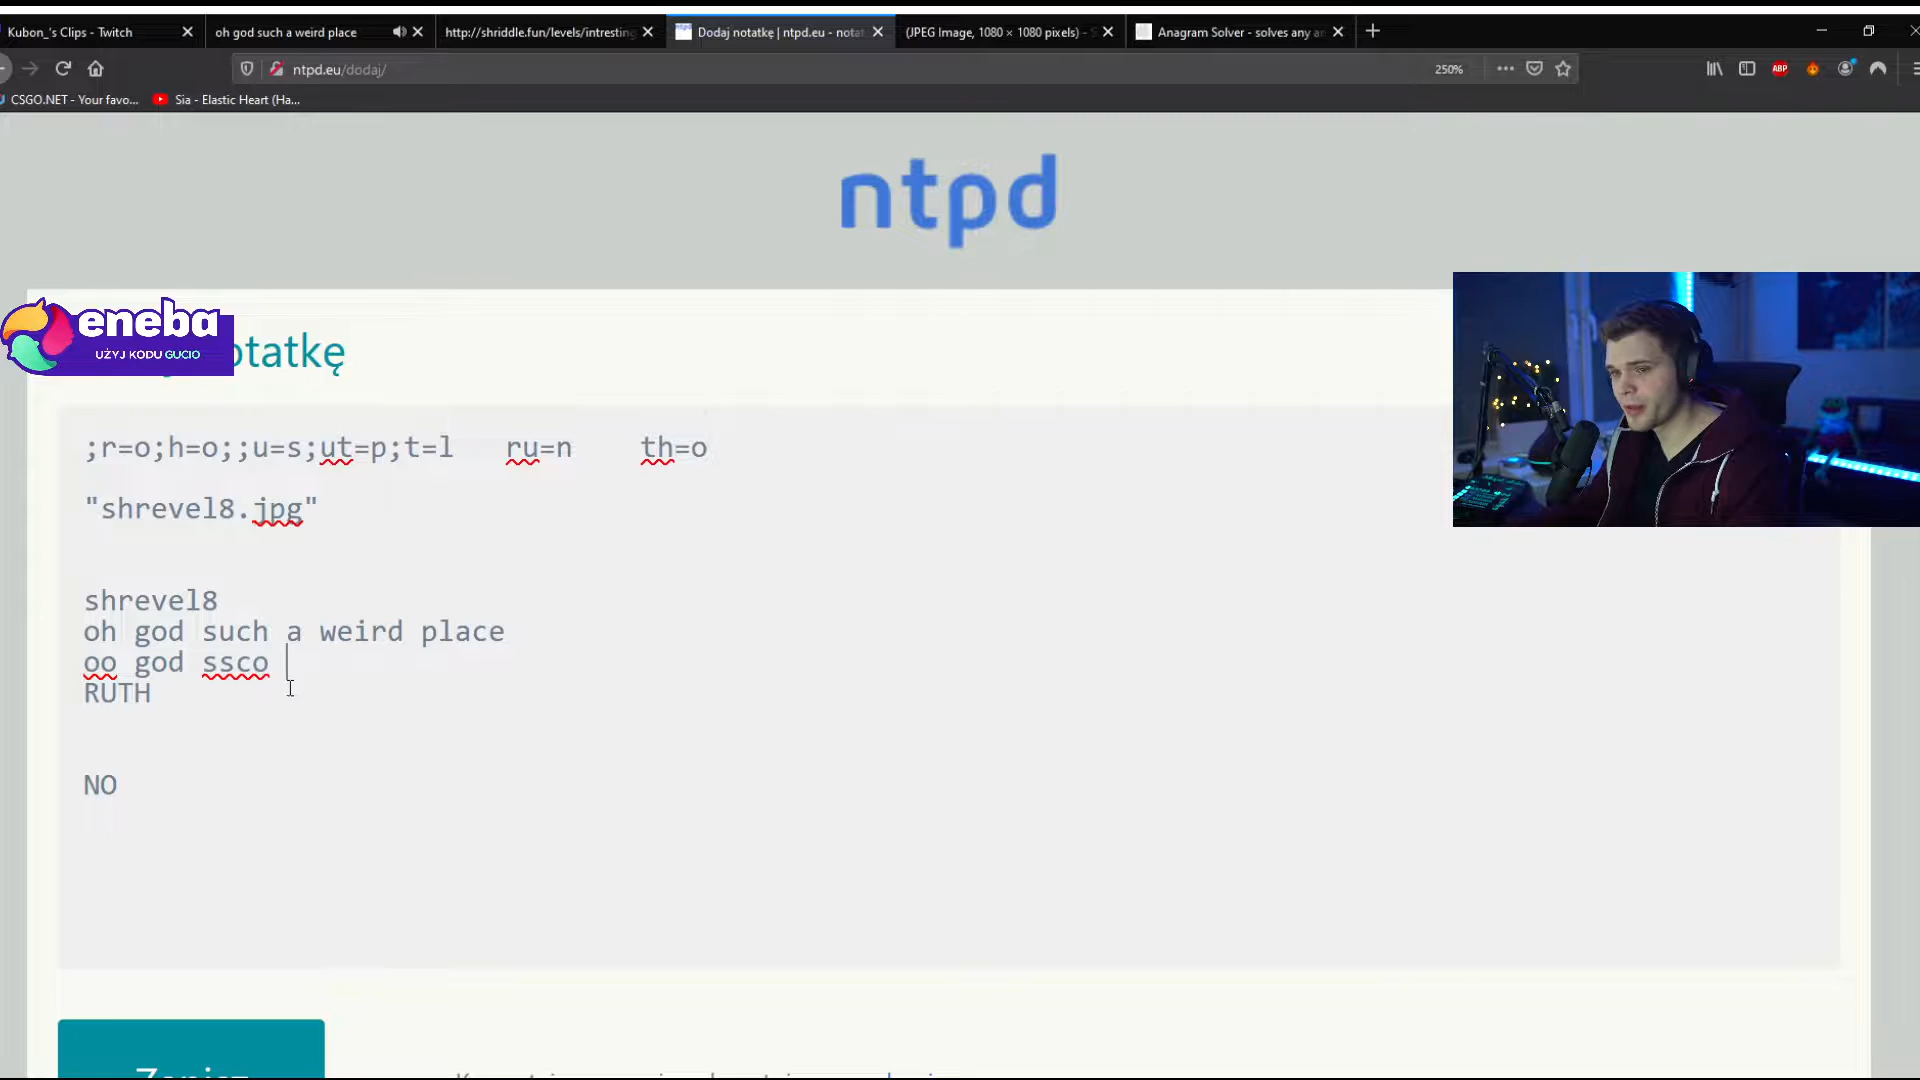 Kubon_'s Clips - Twitch
oh god such a weird place
http://shriddle.fun/levels/intresting
Dodaj notatkę | ntpd.eu - notat
(JPEG Image, 1080 × 1080 pixels) - S
Anagram Solver - solves any an
ntpd.eu/dodaj/
250%
ABP
CSGO.NET - Your favo...
Sia - Elastic Heart (Ha...
ntpd
eneba
UŻYJ KODU GUCIO
otatkę
;r=o;h=o;;u=s;ut=p;t=l ru=n th=o
"shrevel8.jpg"
shrevel8
oh god such a weird place
oo god ssco
RUTH
NO